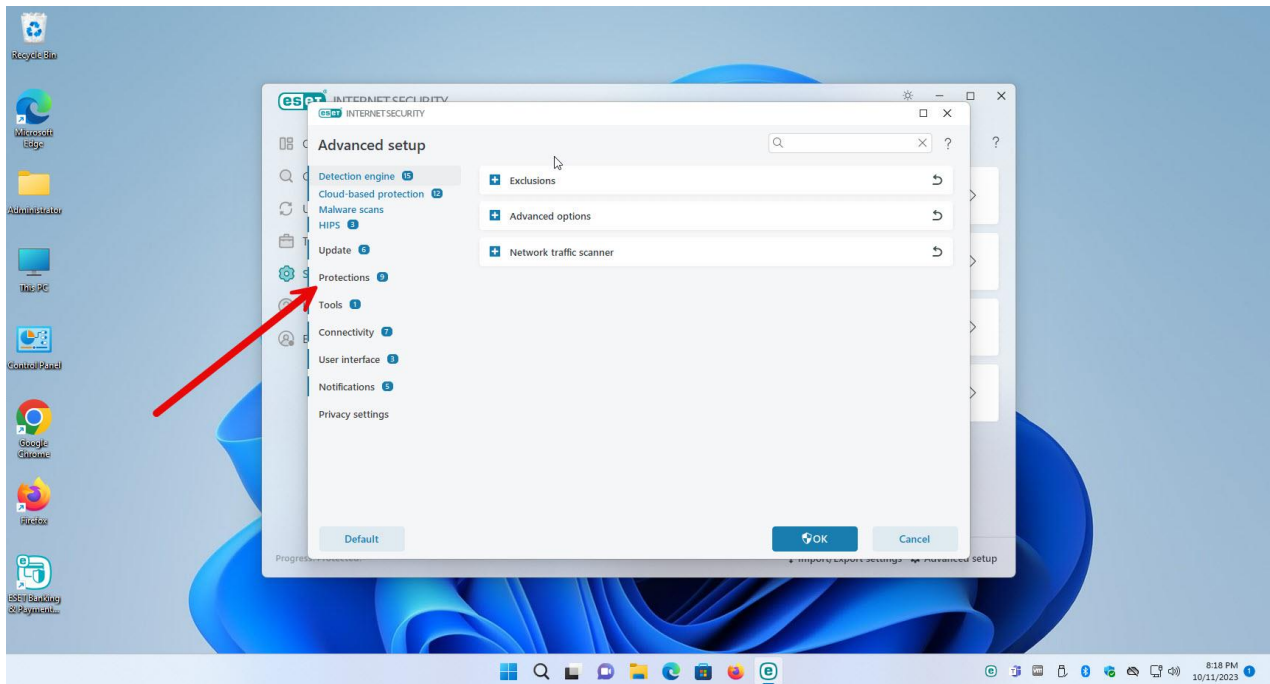 Recycle Bin
Microsoft
Edge
Administrator
This PC
Control Panel
Google
Chrome
Firefox
ESET Banking
& Payment...
eset INTERNET SECURITY
eset INTERNET SECURITY
Advanced setup
?
?
Detection engine 15
Cloud-based protection 12
Malware scans
HIPS 3
Update 6
Protections 9
Tools 1
Connectivity 7
User interface 3
Notifications 5
Privacy settings
Exclusions
Advanced options
Network traffic scanner
Default
OK
Cancel
Import/Export settings
Advanced setup
8:18 PM
10/11/2023
1